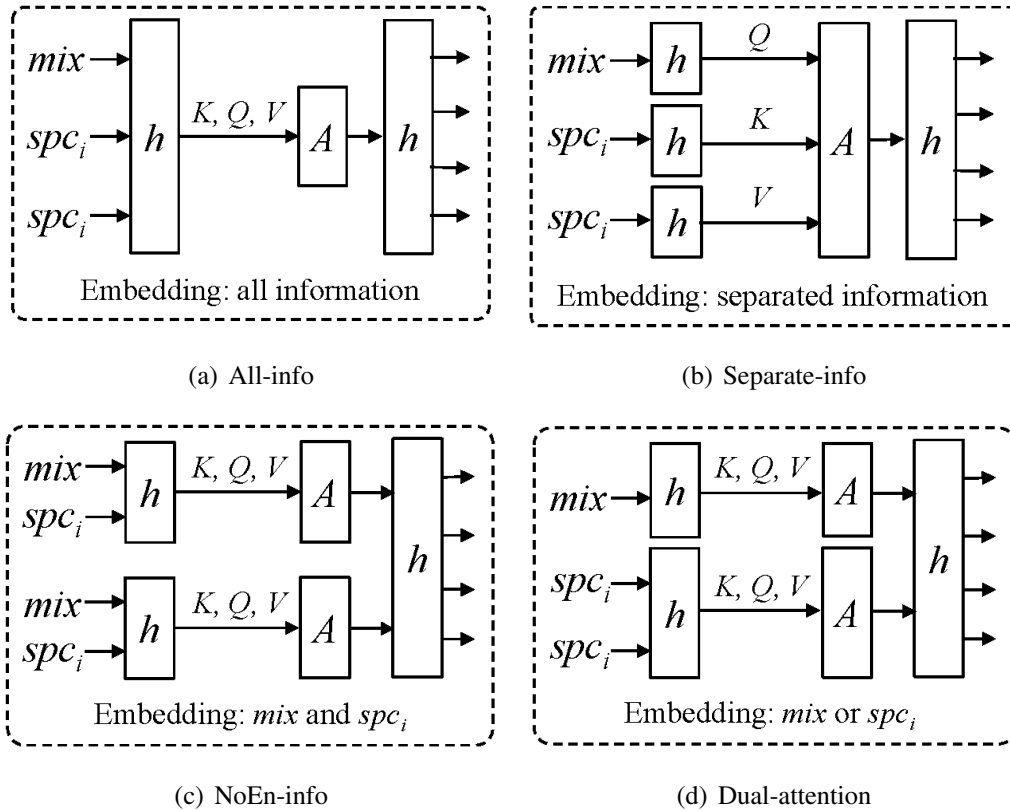 mix
spc_i
spc_i
h
K, Q, V
A
h
Embedding: all information
(a) All-info
mix
spc_i
spc_i
h
h
h
Q
K
V
A
h
Embedding: separated information
(b) Separate-info
mix
spc_i
mix
spc_i
h
h
K, Q, V
K, Q, V
A
A
h
Embedding: mix and spc_i
(c) NoEn-info
mix
spc_i
spc_i
h
h
K, Q, V
K, Q, V
A
A
h
Embedding: mix or spc_i
(d) Dual-attention